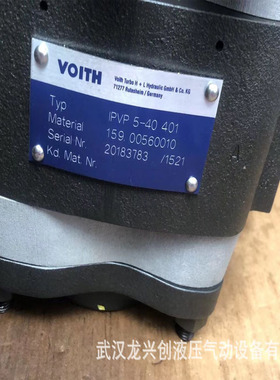 VOITH
Voith Turbo H + L Hydraulic GmbH & Co. KG
71277 Rutesheim / Germany
Typ IPVP 5-40 401
Material 159 00560010
Serial Nr. 20183783 /1521
Kd. Mat. Nr.
武汉龙兴创液压气动设备有限